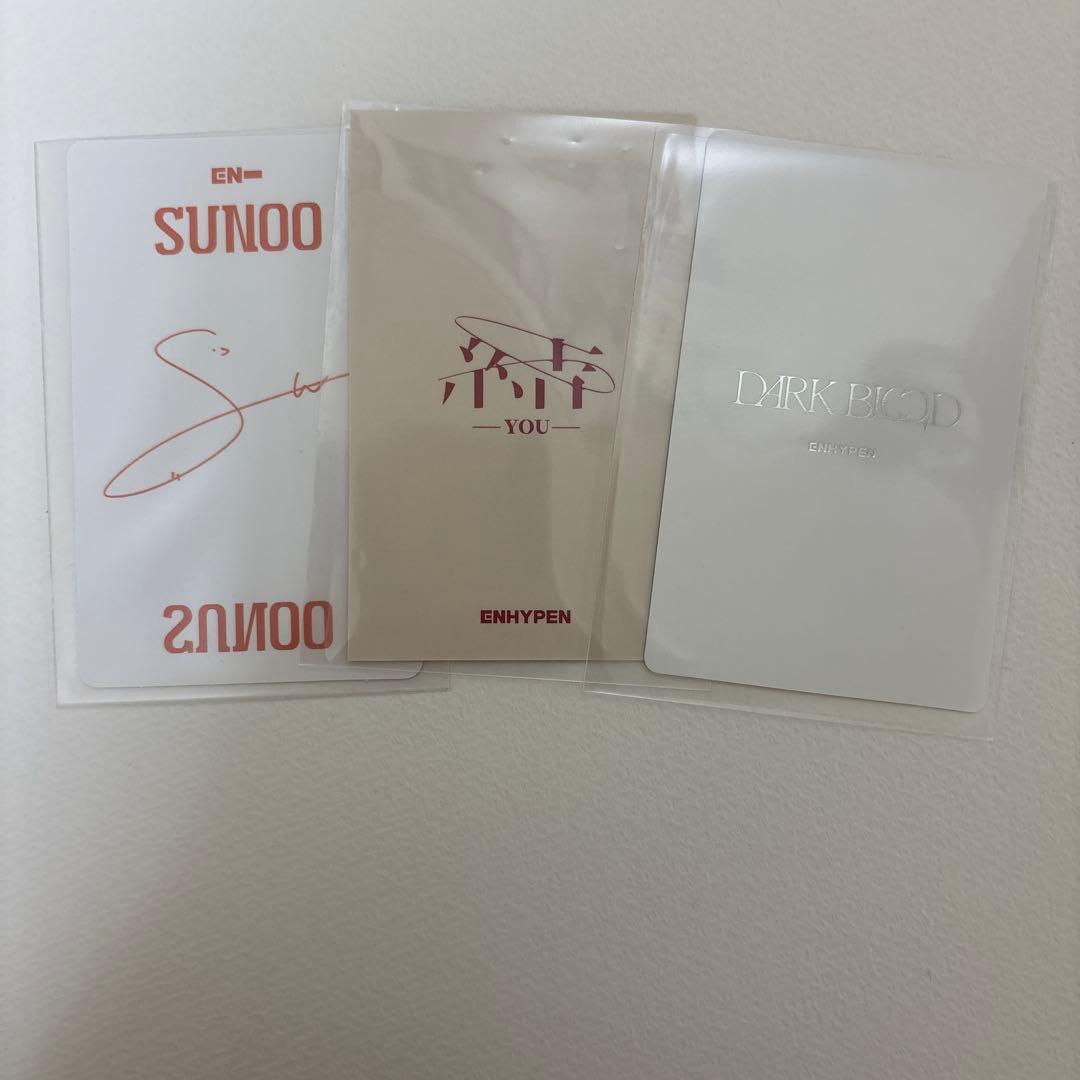 EN-
SUNOO
SUNOO
結
— YOU —
ENHYPEN
DARK BLOOD
ENHYPEN